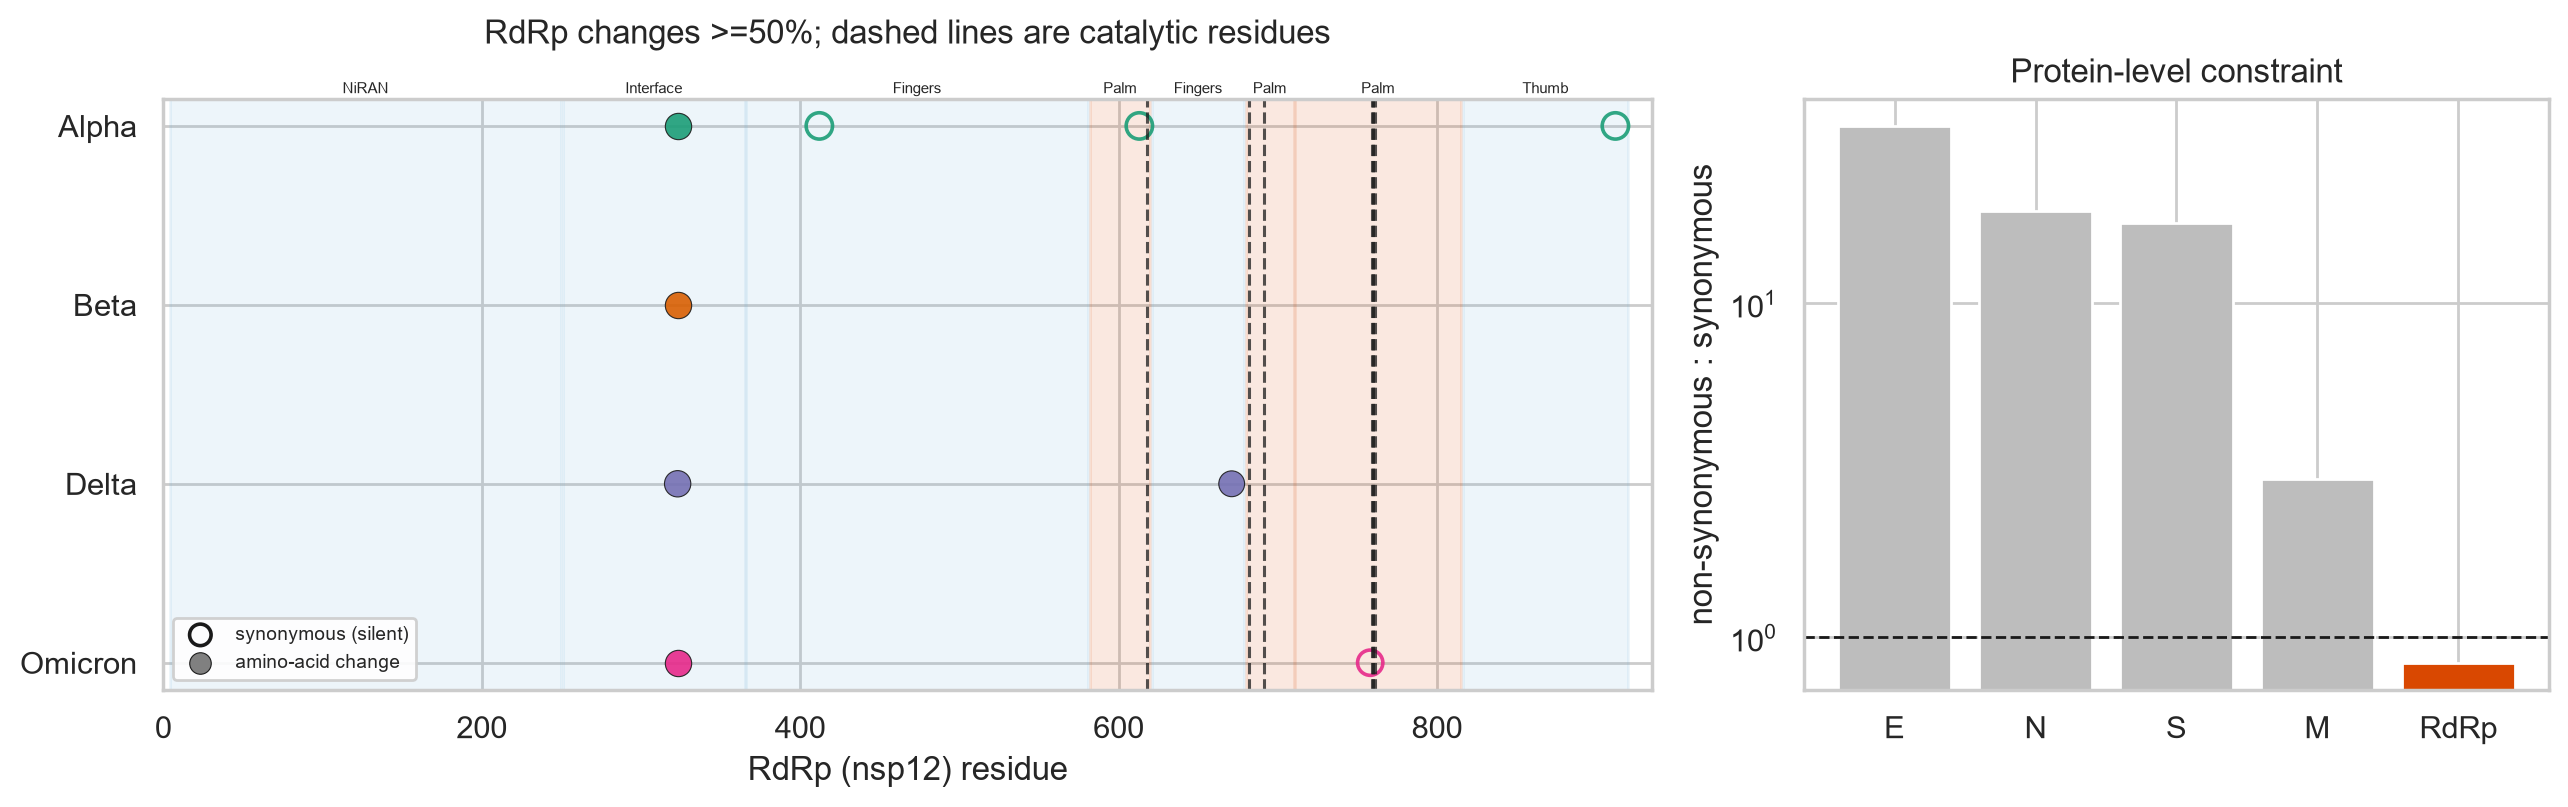 RdRp changes >=50%; dashed lines are catalytic residues
NiRAN Interface Fingers Palm Fingers Palm Palm Thumb
Alpha
Beta
Delta
Omicron
synonymous (silent)
amino-acid change
0 200 400 600 800
RdRp (nsp12) residue
Protein-level constraint
non-synonymous : synonymous
10¹
10⁰
E N S M RdRp